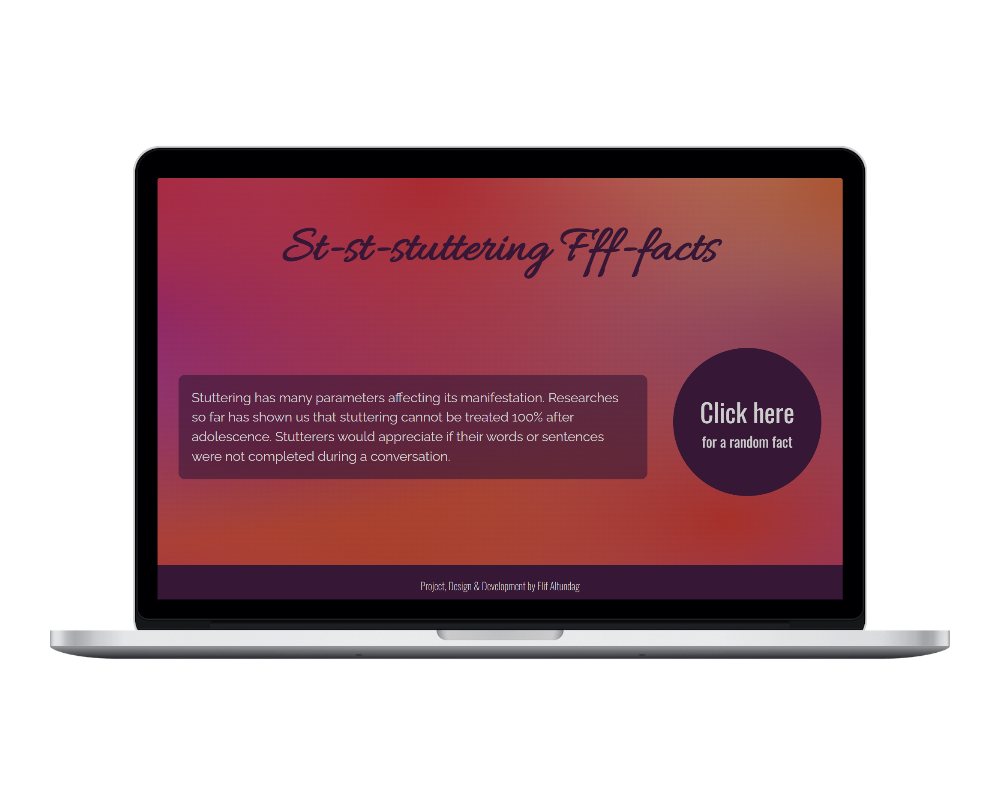 St-st-stuttering Fff-facts
Stuttering has many parameters affecting its manifestation. Researches
so far has shown us that stuttering cannot be treated 100% after
adolescence. Stutterers would appreciate if their words or sentences
were not completed during a conversation.
Click here
for a random fact
Project, Design & Development by Elif Altundag